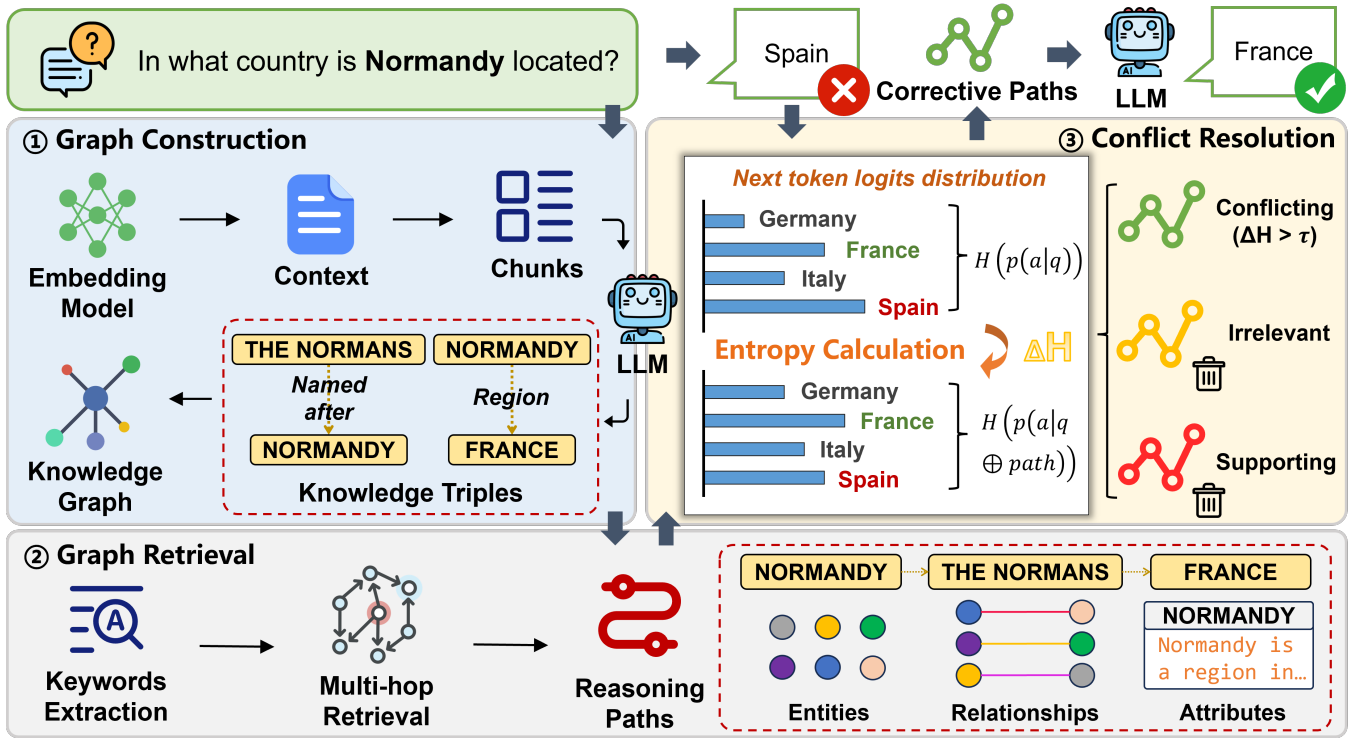 In what country is Normandy located?
?
Spain
Corrective Paths
AI
LLM
France
① Graph Construction
Embedding
Model
Context
Chunks
AI
LLM
THE NORMANS
NORMANDY
Named
after
Region
NORMANDY
FRANCE
Knowledge Triples
Knowledge
Graph
③ Conflict Resolution
Next token logits distribution
Germany
France
Italy
Spain
H(p(a|q))
Entropy Calculation
ΔH
Germany
France
Italy
Spain
H(p(a|q
⊕ path))
Conflicting
(ΔH > τ)
Irrelevant
Supporting
② Graph Retrieval
A
Keywords
Extraction
Multi-hop
Retrieval
Reasoning
Paths
NORMANDY
THE NORMANS
FRANCE
NORMANDY
Normandy is
a region in…
Entities
Relationships
Attributes